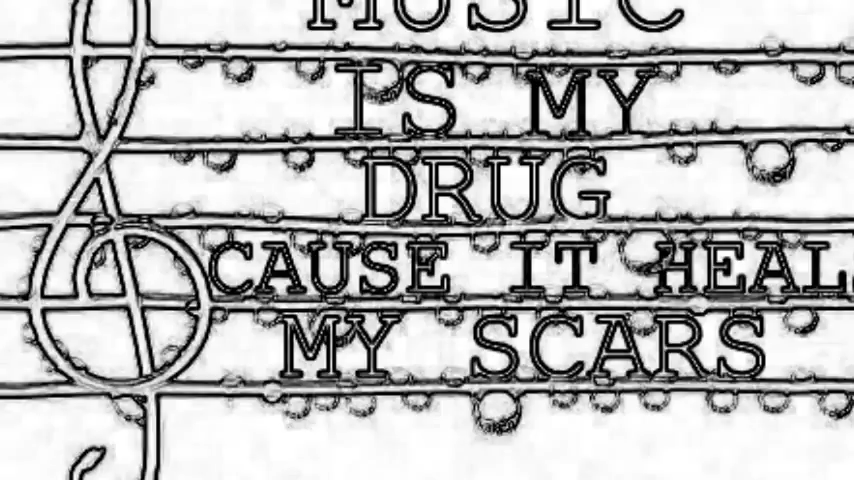 MUSIC
IS MY
DRUG
CAUSE IT HEAL
MY SCARS